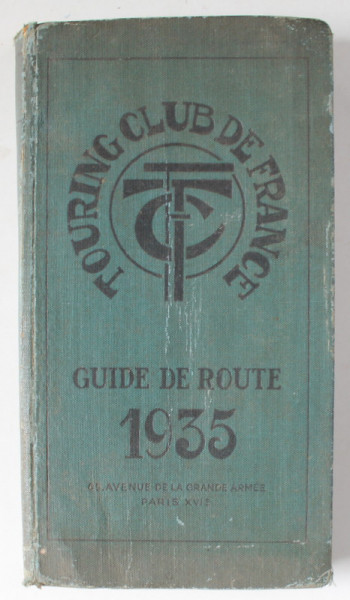 TOURING CLUB DE FRANCE
TCF
GUIDE DE ROUTE
1935
65, AVENUE DE LA GRANDE ARMÉE
PARIS XVIE